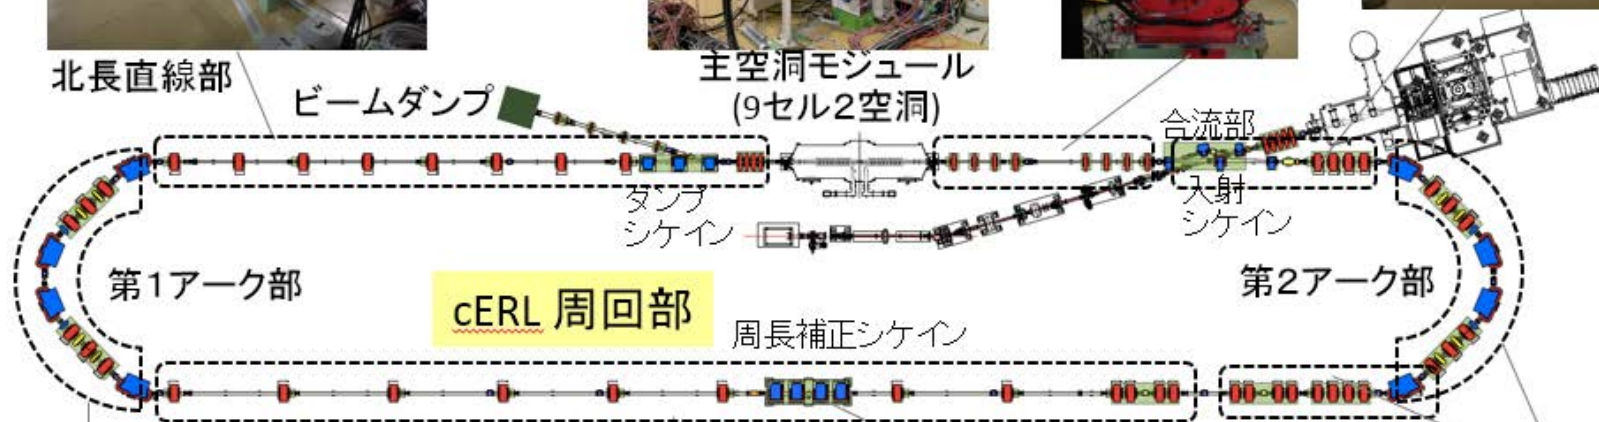 北長直線部
ビームダンプ
主空洞モジュール
(9セル２空洞)
合流部
ダンプ
シケイン
入射
シケイン
第１アーク部
第２アーク部
cERL 周回部
周長補正シケイン